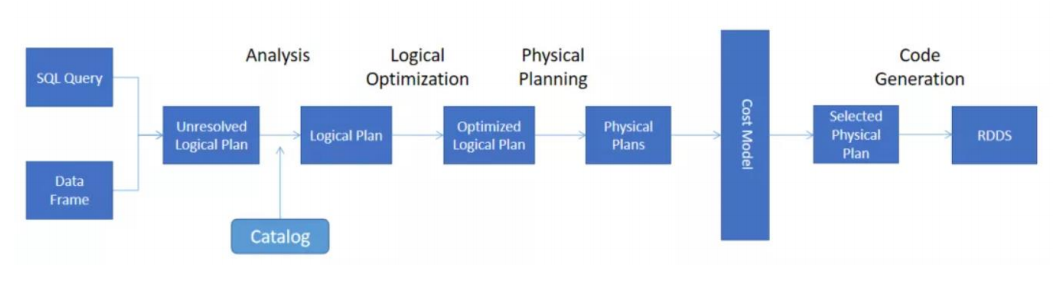 Analysis
Logical
Optimization
Physical
Planning
Code
Generation
SQL Query
Data
Frame
Unresolved
Logical Plan
Logical Plan
Optimized
Logical Plan
Physical
Plans
Cost Model
Selected
Physical
Plan
RDDS
Catalog